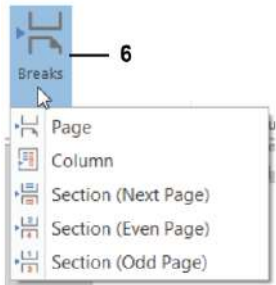 6
Breaks
Page
Column
Section (Next Page)
Section (Even Page)
Section (Odd Page)